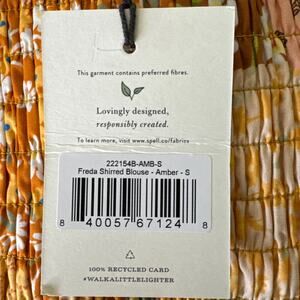 This garment contains preferred fibres.
Lovingly designed,
responsibly created.
To learn more, visit www.spell.co/fabrics
222154B-AMB-S
Freda Shirred Blouse - Amber - S
8 40057 67124 8
100% RECYCLED CARD
#WALKALITTLELIGHTER